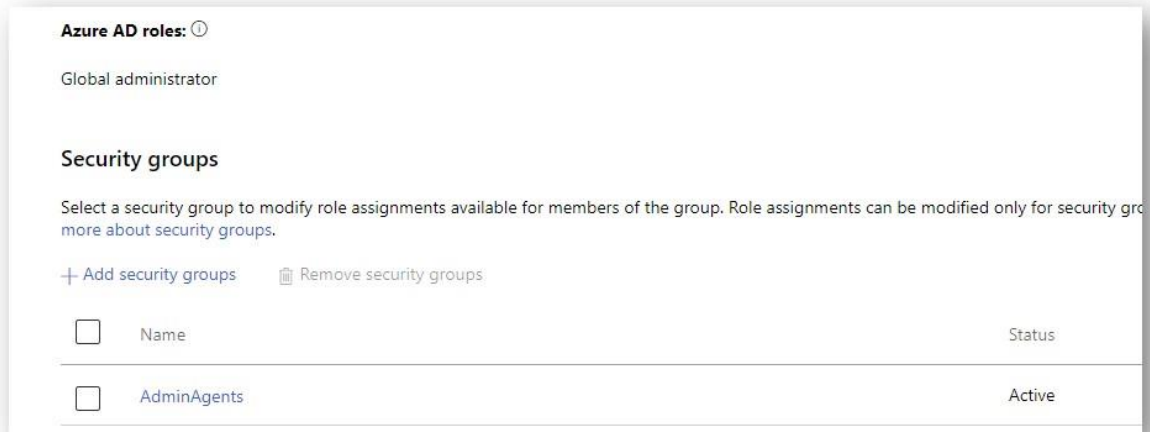 Azure AD roles:
Global administrator
Security groups
Select a security group to modify role assignments available for members of the group. Role assignments can be modified only for security
more about security groups.
+ Add security groups Remove security groups
Name Status
AdminAgents Active